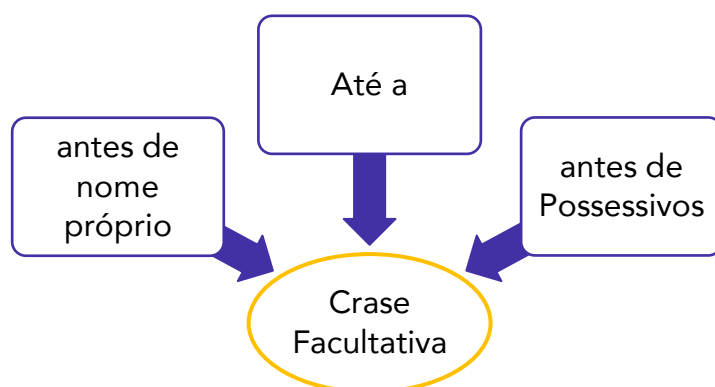 Até a
antes de
nome
próprio
antes de
Possessivos
Crase
Facultativa